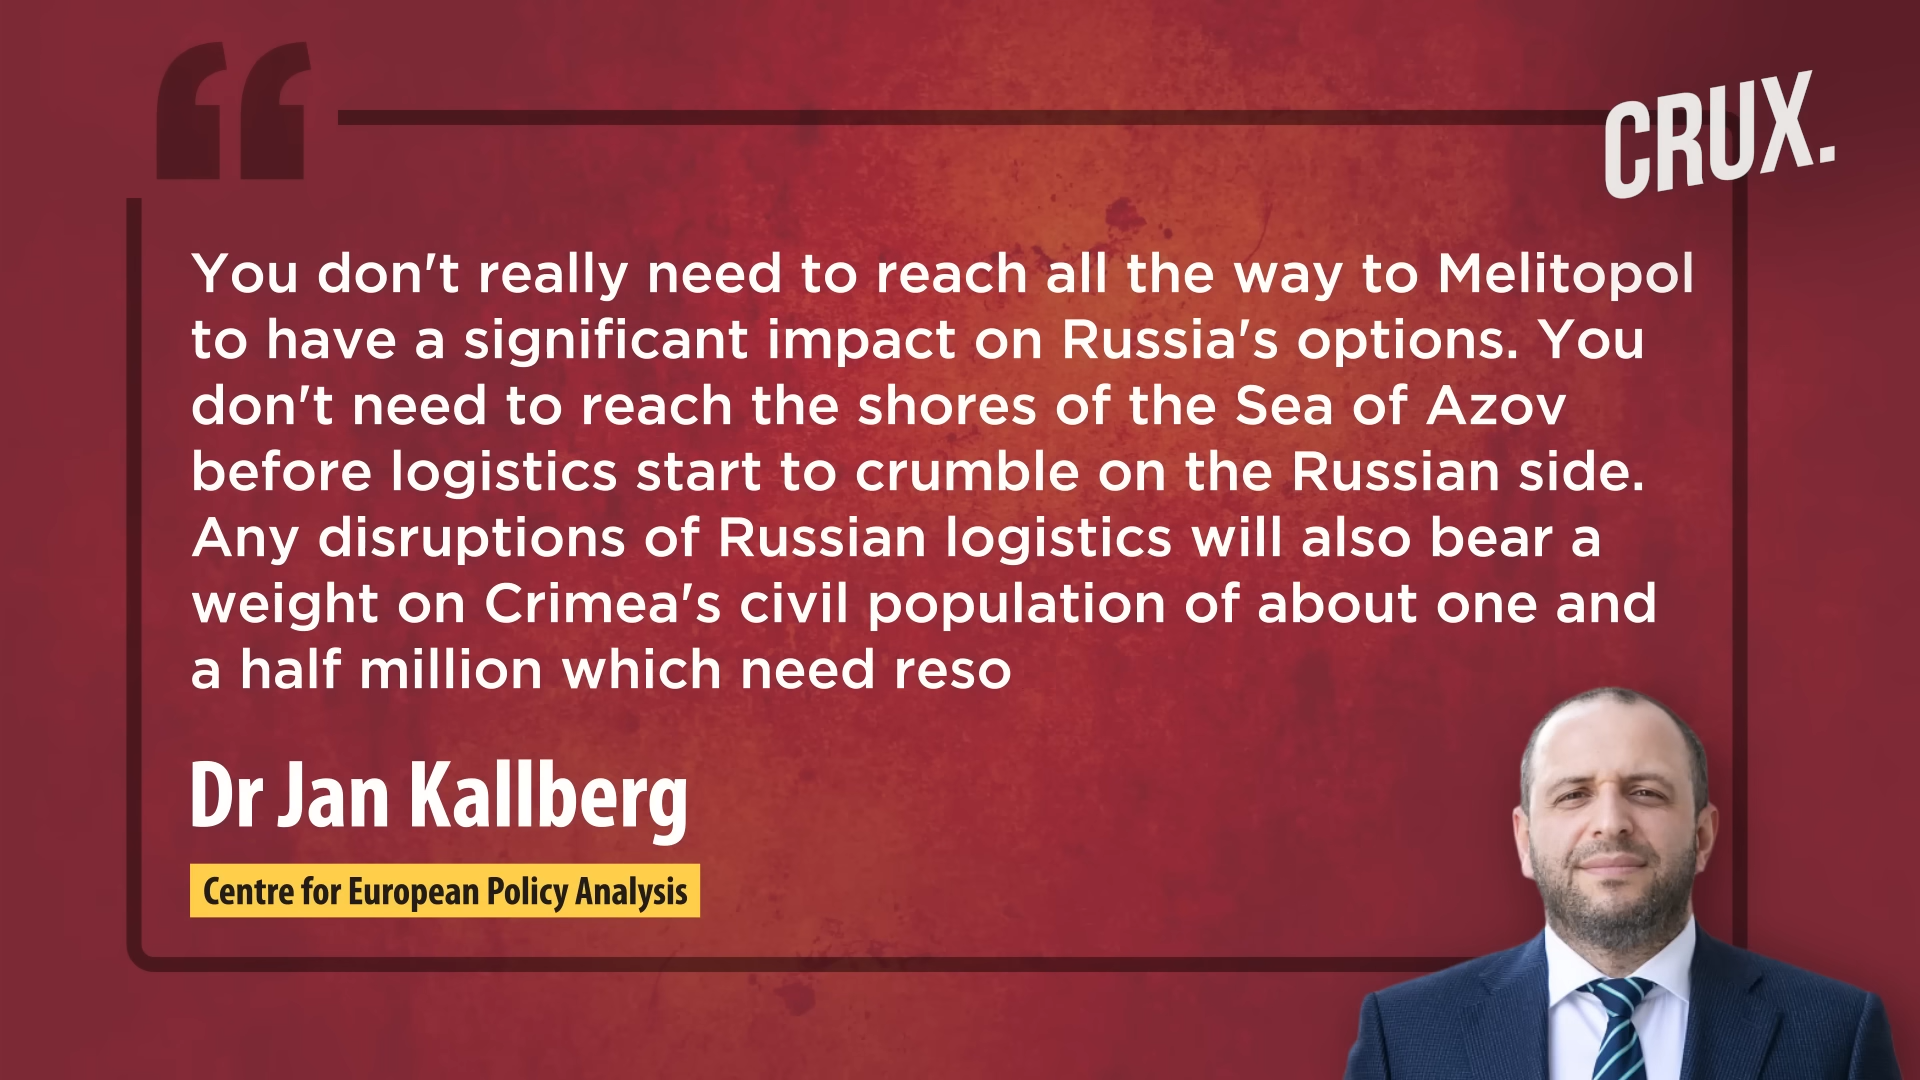 CRUX.
You don't really need to reach all the way to Melitopol
to have a significant impact on Russia's options. You
don't need to reach the shores of the Sea of Azov
before logistics start to crumble on the Russian side.
Any disruptions of Russian logistics will also bear a
weight on Crimea's civil population of about one and
a half million which need reso
Dr Jan Kallberg
Centre for European Policy Analysis